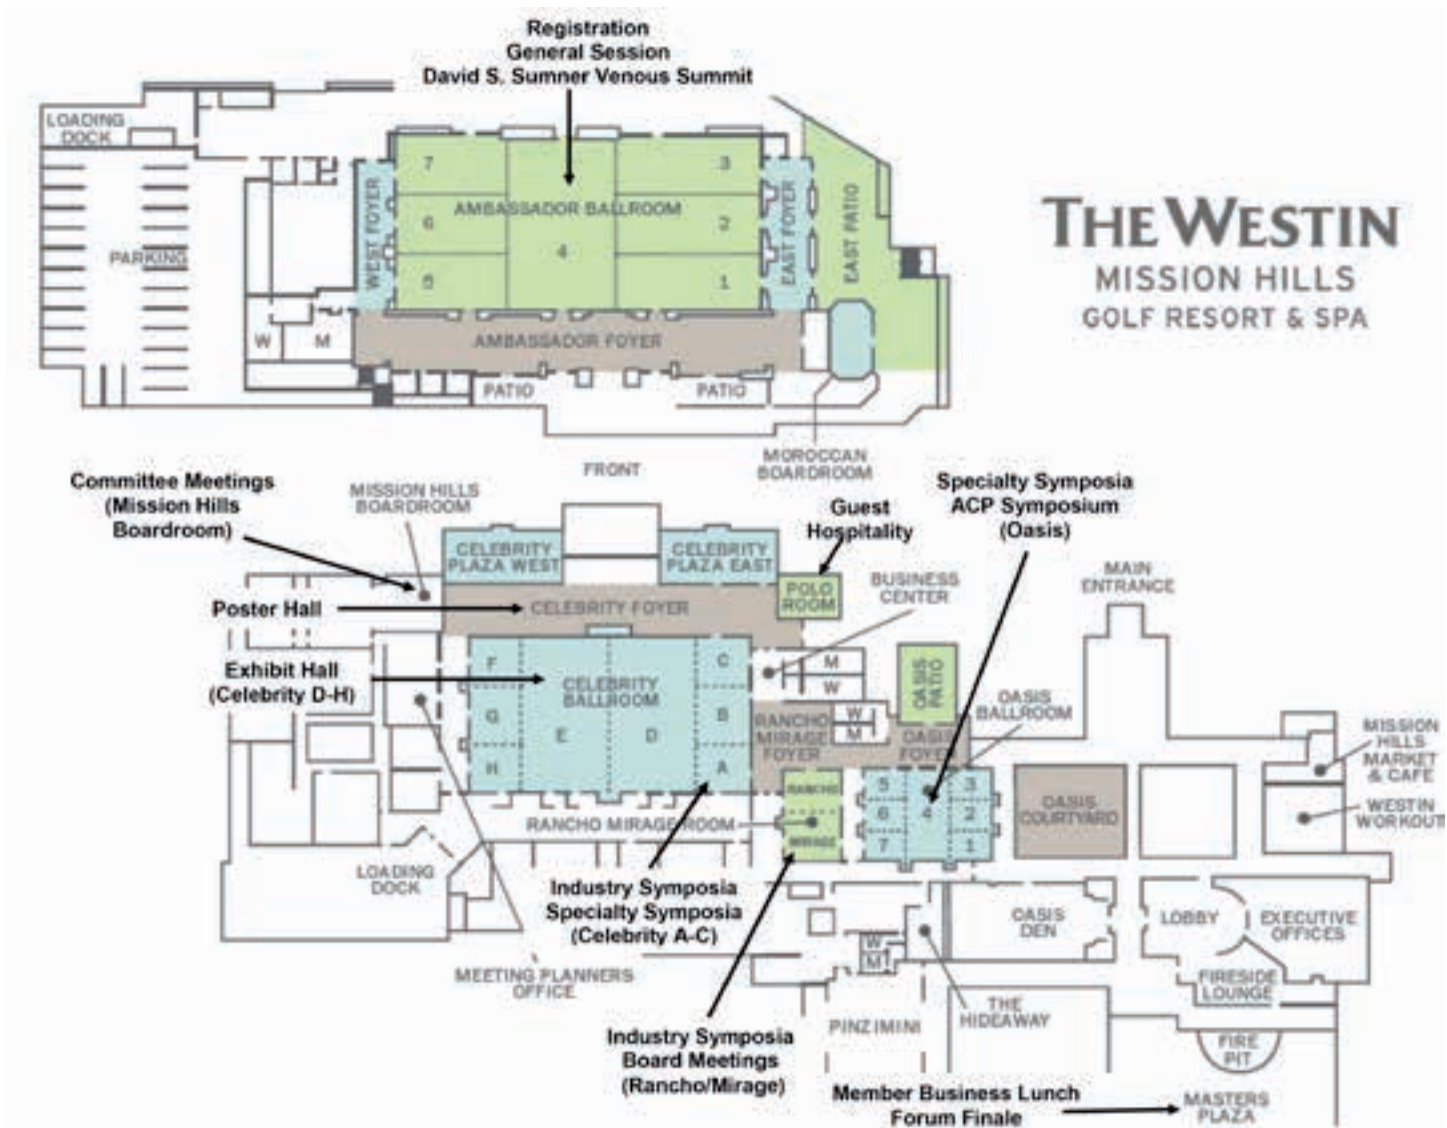 Registration
General Session
David S. Sumner Venous Summit
LOADING
DOCK
PARKING
WEST FOYER
7
6
5
AMBASSADOR BALLROOM
4
3
2
1
EAST FOYER
EAST PATIO
W
M
AMBASSADOR FOYER
PATIO
PATIO
MOROCCAN
BOARDROOM
THE WESTIN
MISSION HILLS
GOLF RESORT & SPA
FRONT
Committee Meetings
(Mission Hills
Boardroom)
MISSION HILLS
BOARDROOM
CELEBRITY
PLAZA WEST
CELEBRITY
PLAZA EAST
Guest
Hospitality
POLO
ROOM
BUSINESS
CENTER
Specialty Symposia
ACP Symposium
(Oasis)
MAIN
ENTRANCE
Poster Hall
CELEBRITY FOYER
Exhibit Hall
(Celebrity D-H)
F
G
H
CELEBRITY
BALLROOM
E
D
C
B
A
M
W
W
M
RANCHO
MIRAGE
FOYER
OASIS
PATIO
OASIS
FOYER
OASIS
BALLROOM
RANCHO
MIRAGE
RANCHO MIRAGE ROOM
5
6
7
4
3
2
1
OASIS
COURTYARD
MISSION
HILLS
MARKET
& CAFE
WESTIN
WORKOUT
LOADING
DOCK
Industry Symposia
Specialty Symposia
(Celebrity A-C)
MEETING PLANNERS
OFFICE
W
M
OASIS
DEN
LOBBY
EXECUTIVE
OFFICES
FIRESIDE
LOUNGE
THE
HIDEAWAY
PINZIMINI
FIRE
PIT
Industry Symposia
Board Meetings
(Rancho/Mirage)
Member Business Lunch
Forum Finale
MASTERS
PLAZA